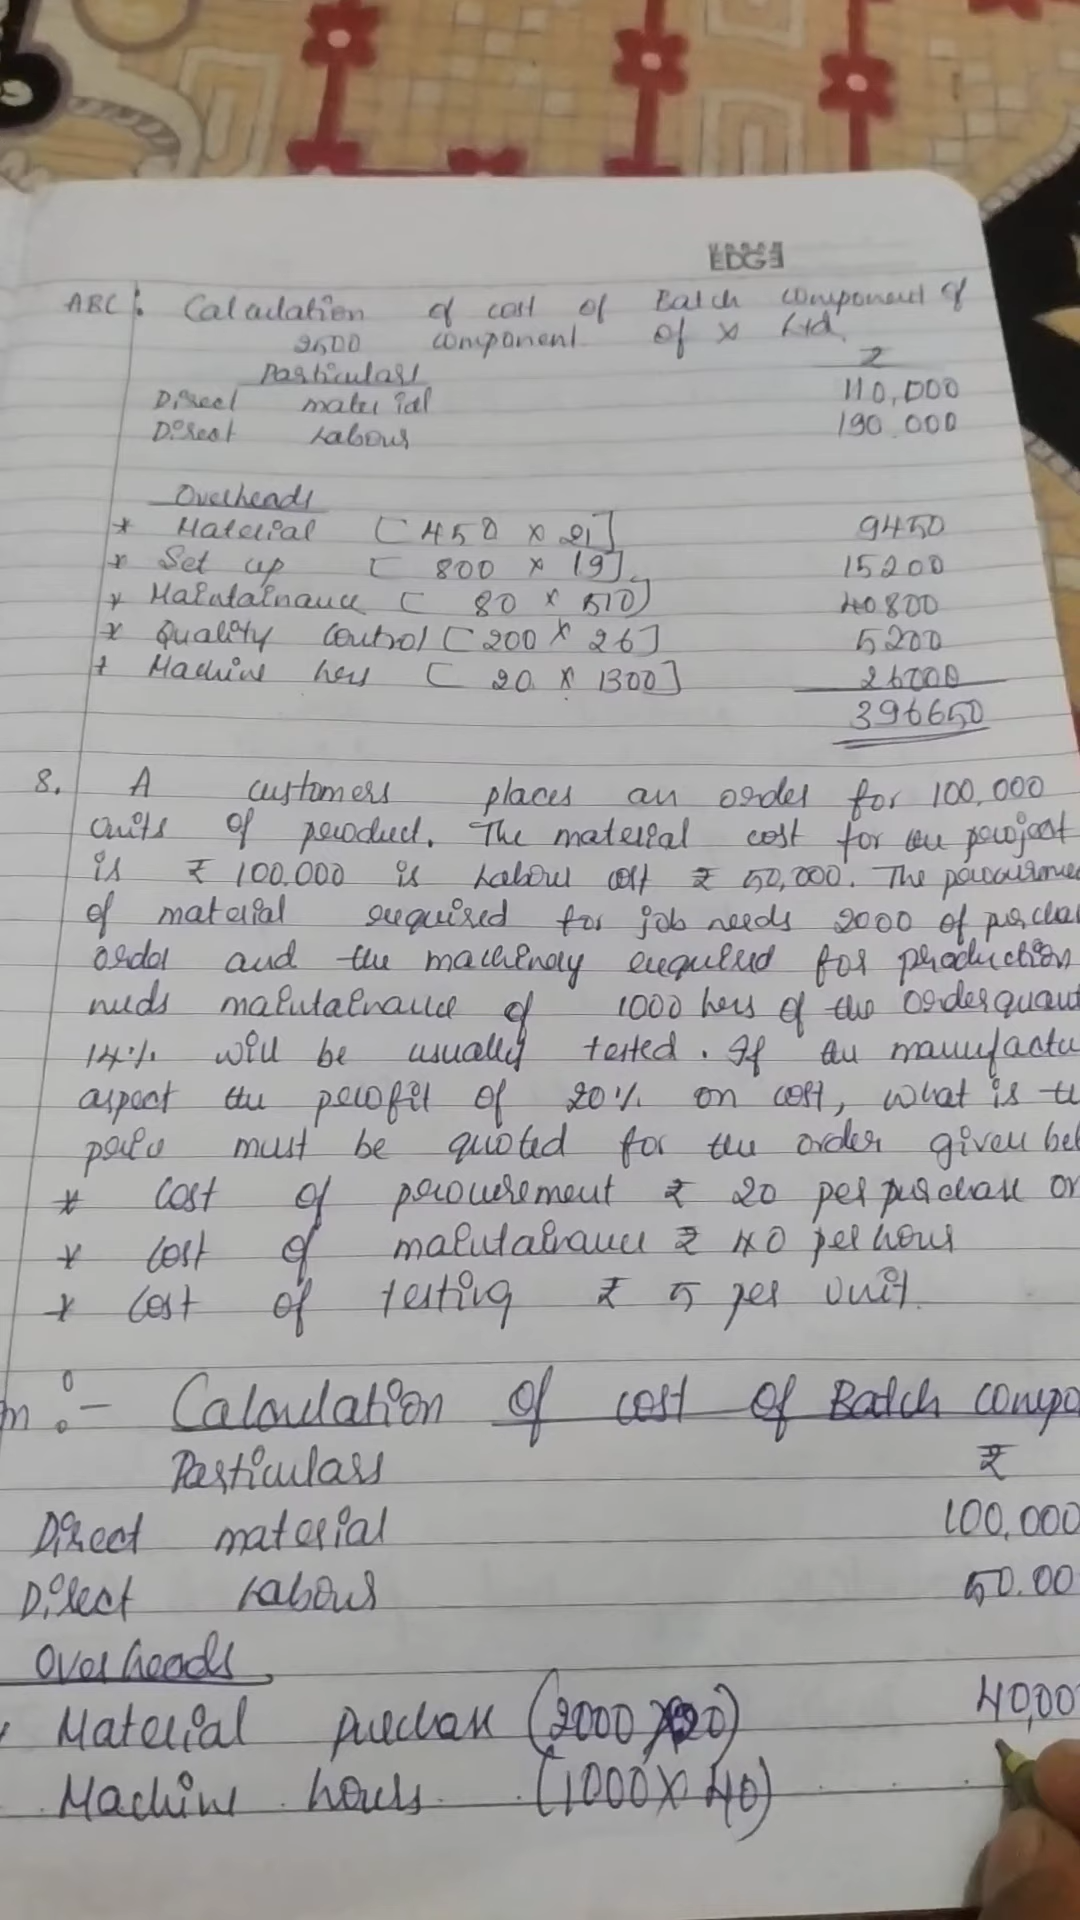 EDGE
ABC : Calculation of cost of Batch component of
2500 component of X Ltd.
Particulars ₹
Direct material 110,000
Direct Labour 190.000
Overheads
* Material [450 x 21] 9450
* Set up [800 x 19] 15200
* Maintainance [80 x 510] 40800
* Quality control [200 x 26] 5200
* Machine hrs [20 x 1300] 26000
396650
8. A customers places an order for 100,000
units of product. The material cost for the project
is ₹ 100.000 is Labour cost ₹ 50,000. The
of material required for job needs 2000 of
order and the machinery required for production
needs maintainance of 1000 hrs of the order
14% will be usually tested. If the
aspect the profit of 20% on cost, what is
price must be quoted for the order given
* cost of procurement ₹ 20 per purchase
* cost of maintainance ₹ 40 per hour
* cost of testing ₹ 5 per unit.
:- Calculation of cost of Batch
Particulars ₹
Direct material 100,000
Direct Labour 50.00
Overheads
Material purchase (2000 x 20) 40,00
Machine hours (1000 x 40)